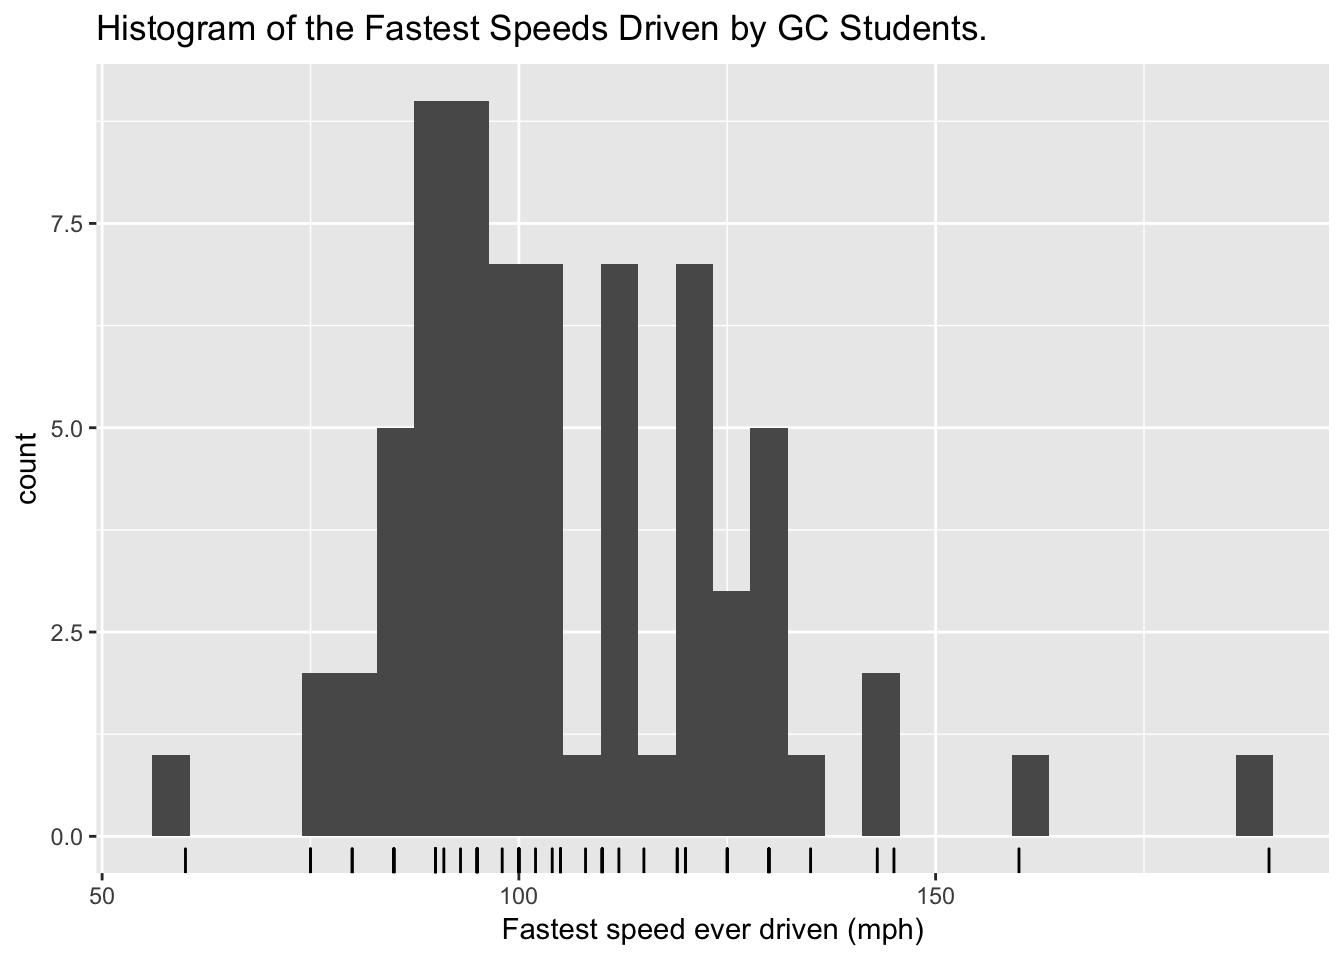 Histogram of the Fastest Speeds Driven by GC Students.
7.5
5.0
2.5
0.0
count
50 100 150
Fastest speed ever driven (mph)